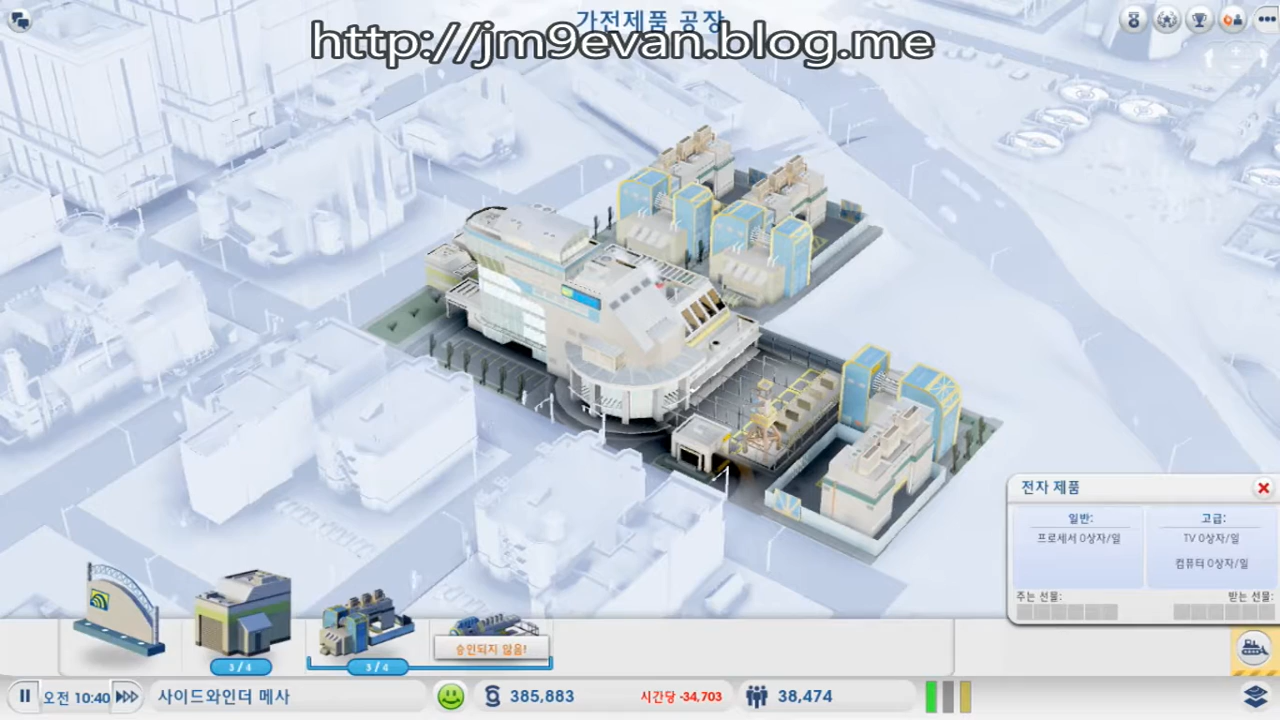 가전제품 공장
http://jm9evan.blog.me
전자 제품
일반:
프로세서 0상자/일
고급:
TV 0상자/일
컴퓨터 0상자/일
주는 선물:
받는 선물:
승인되지 않음!
3/4
3/4
오전 10:40
사이드와인더 메사
385,883
시간당 -34,703
38,474